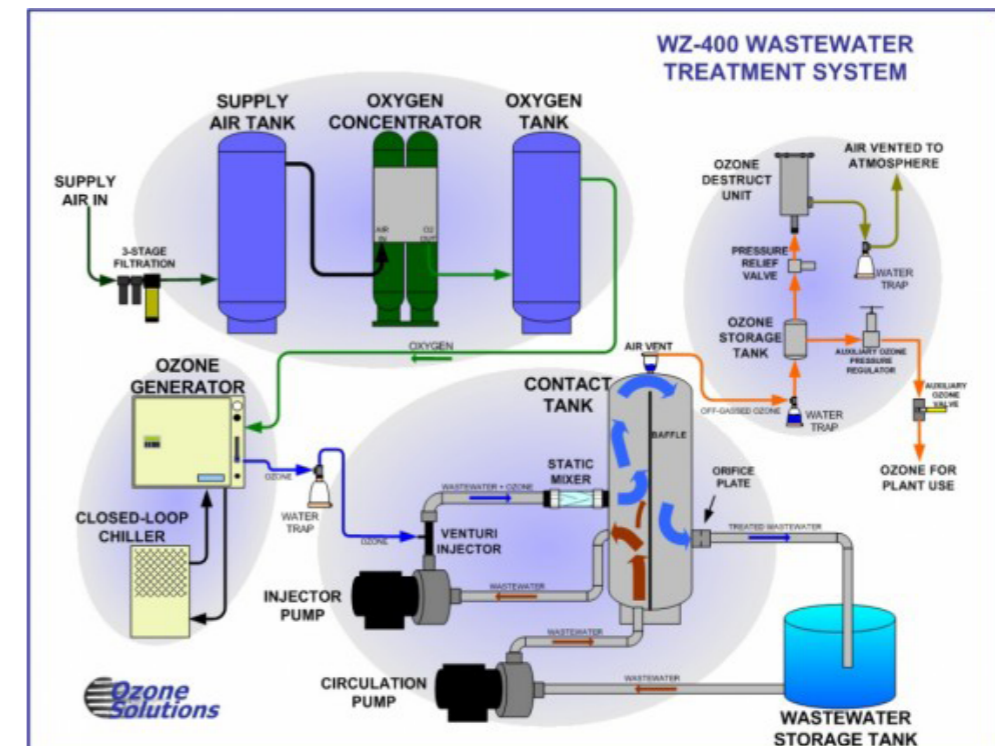 WZ-400 WASTEWATER
TREATMENT SYSTEM
SUPPLY
AIR TANK
OXYGEN
CONCENTRATOR
OXYGEN
TANK
SUPPLY
AIR IN
3-STAGE
FILTRATION
AIR
IN
O2
OUT
OZONE
DESTRUCT
UNIT
AIR VENTED TO
ATMOSPHERE
PRESSURE
RELIEF
VALVE
WATER
TRAP
OZONE
STORAGE
TANK
AUXILIARY OZONE
PRESSURE
REGULATOR
AUXILIARY
OZONE
VALVE
OXYGEN
AIR VENT
OFF-GASSED OZONE
WATER
TRAP
OZONE FOR
PLANT USE
OZONE
GENERATOR
CONTACT
TANK
BAFFLE
OZONE
WATER
TRAP
STATIC
MIXER
WASTEWATER + OZONE
ORIFICE
PLATE
CLOSED-LOOP
CHILLER
OZONE
VENTURI
INJECTOR
TREATED WASTEWATER
INJECTOR
PUMP
WASTEWATER
WASTEWATER
CIRCULATION
PUMP
WASTEWATER
WASTEWATER
STORAGE TANK
Ozone
Solutions